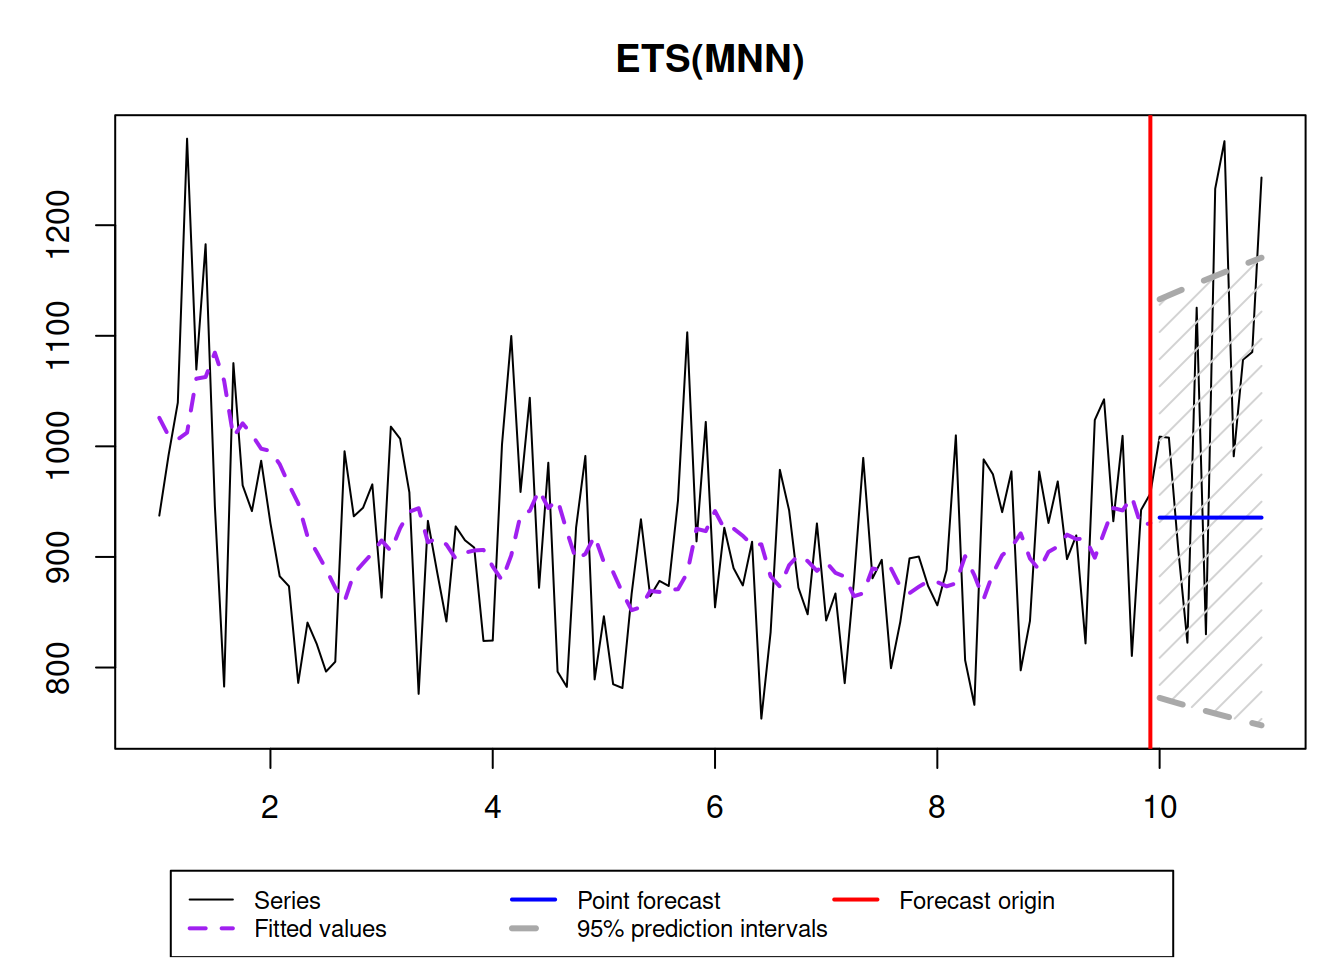 ETS(MNN)
1200
1100
1000
900
800
2 4 6 8 10
Series Point forecast Forecast origin
Fitted values 95% prediction intervals